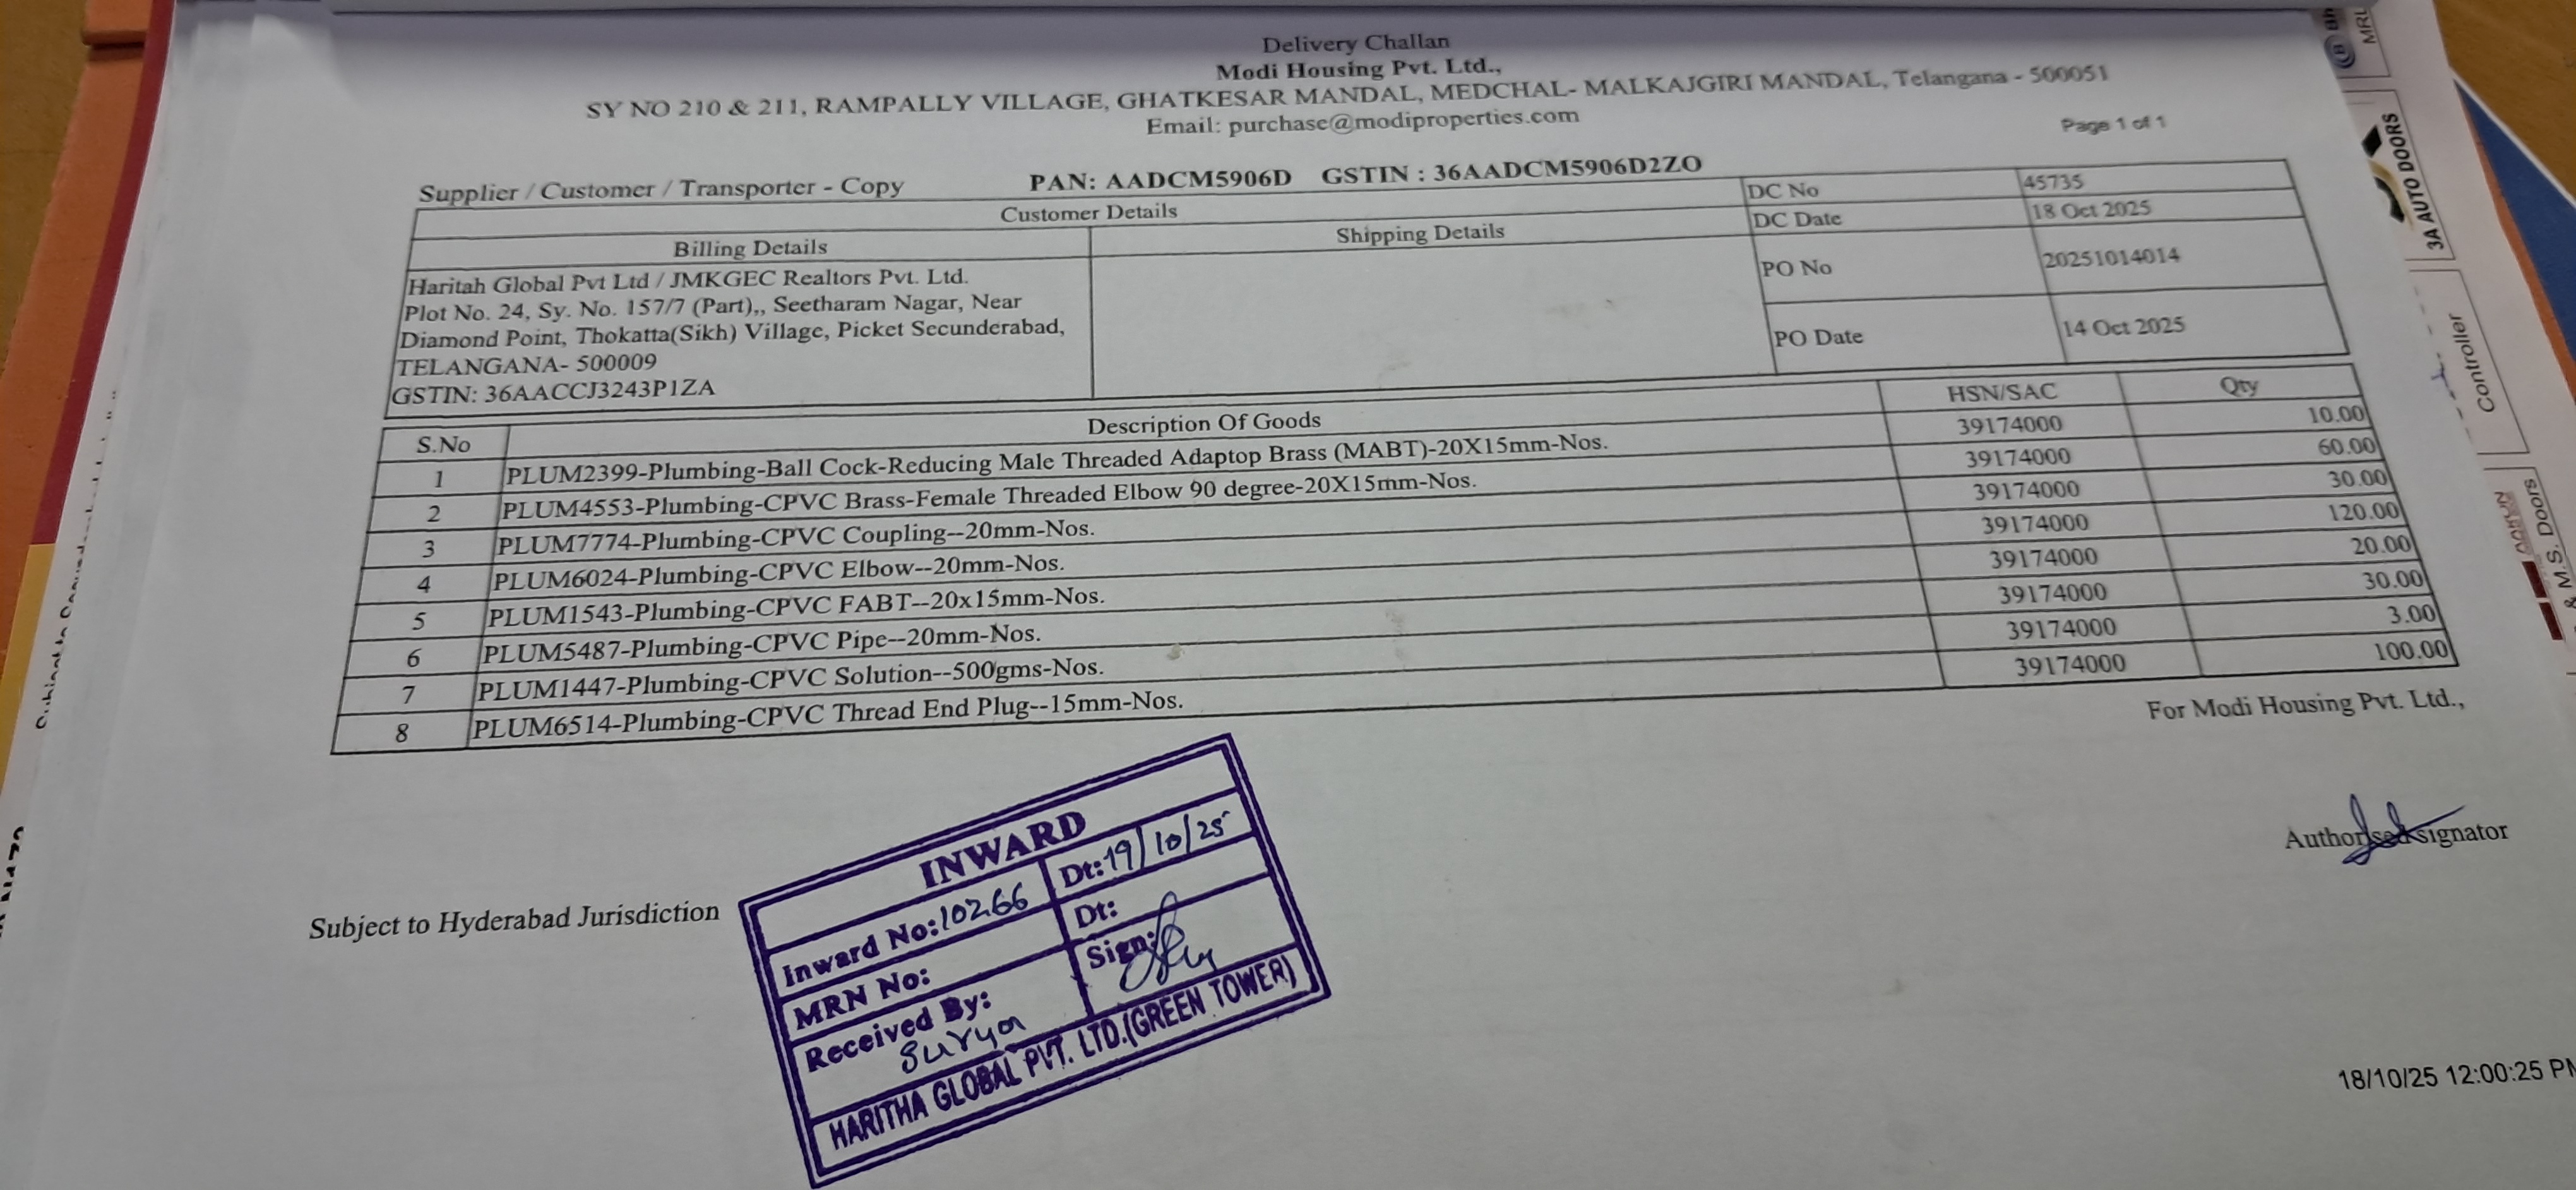 Delivery Challan
Modi Housing Pvt. Ltd.,
SY NO 210 & 211, RAMPALLY VILLAGE, GHATKESAR MANDAL, MEDCHAL- MALKAJGIRI MANDAL, Telangana - 500051
Email: purchase@modiproperties.com
Page 1 of 1
Supplier / Customer / Transporter - Copy PAN: AADCM5906D GSTIN : 36AADCM5906D2ZO
Customer Details
Billing Details
Shipping Details
Haritah Global Pvt Ltd / JMKGEC Realtors Pvt. Ltd.
Plot No. 24, Sy. No. 157/7 (Part),, Seetharam Nagar, Near
Diamond Point, Thokatta(Sikh) Village, Picket Secunderabad,
TELANGANA- 500009
GSTIN: 36AACCJ3243P1ZA
DC No 45735
DC Date 18 Oct 2025
PO No 20251014014
PO Date 14 Oct 2025
S.No Description Of Goods HSN/SAC Qty
1 PLUM2399-Plumbing-Ball Cock-Reducing Male Threaded Adaptop Brass (MABT)-20X15mm-Nos. 39174000 10.00
2 PLUM4553-Plumbing-CPVC Brass-Female Threaded Elbow 90 degree-20X15mm-Nos. 39174000 60.00
3 PLUM7774-Plumbing-CPVC Coupling--20mm-Nos. 39174000 30.00
4 PLUM6024-Plumbing-CPVC Elbow--20mm-Nos. 39174000 120.00
5 PLUM1543-Plumbing-CPVC FABT--20x15mm-Nos. 39174000 20.00
6 PLUM5487-Plumbing-CPVC Pipe--20mm-Nos. 39174000 30.00
7 PLUM1447-Plumbing-CPVC Solution--500gms-Nos. 39174000 3.00
8 PLUM6514-Plumbing-CPVC Thread End Plug--15mm-Nos. 39174000 100.00
For Modi Housing Pvt. Ltd.,
Authorised signator
Subject to Hyderabad Jurisdiction
INWARD
Inward No: 10266 Dt: 19/10/25
MRN No: Dt:
Received By: Surya Sign:
HARITHA GLOBAL PVT. LTD.(GREEN TOWER)
18/10/25 12:00:25
3A AUTO DOORS
Controller
& M.S. Doors